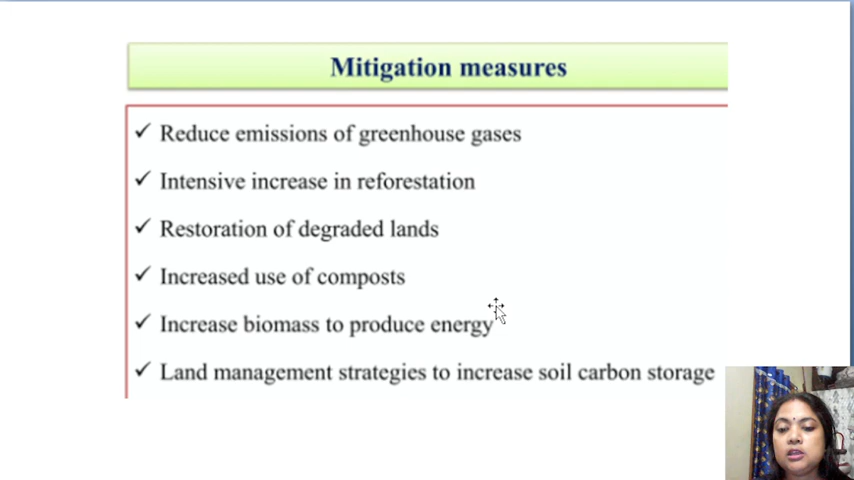 Mitigation measures
✓ Reduce emissions of greenhouse gases
✓ Intensive increase in reforestation
✓ Restoration of degraded lands
✓ Increased use of composts
✓ Increase biomass to produce energy
✓ Land management strategies to increase soil carbon storage